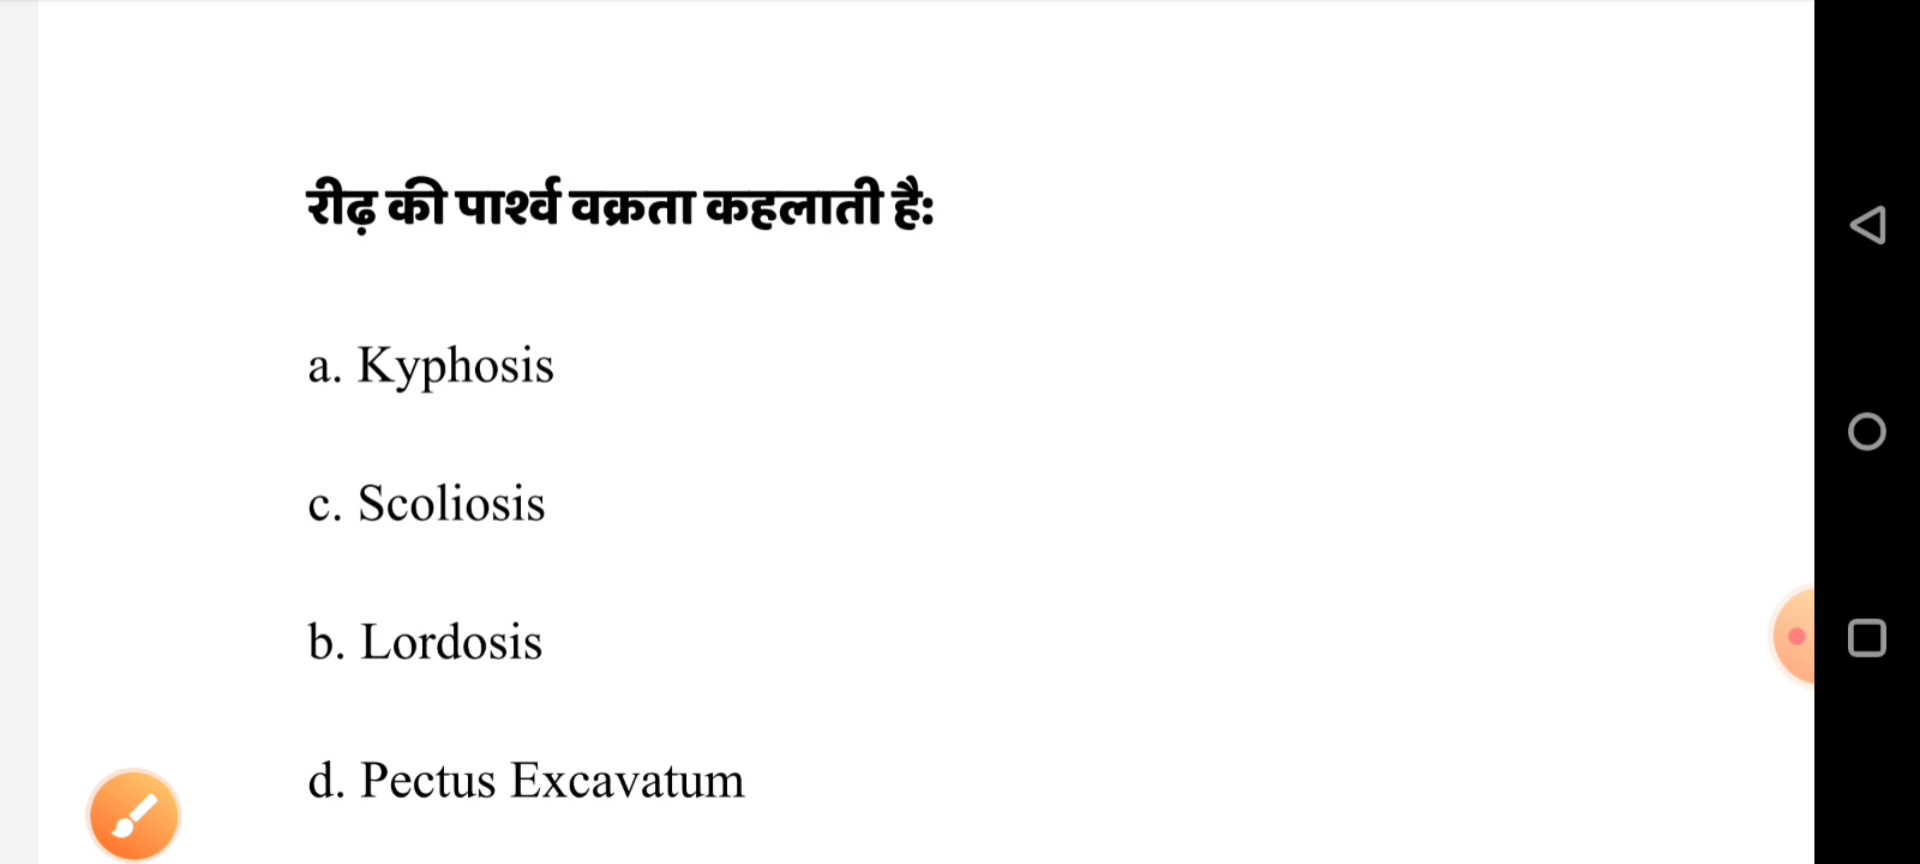 रीढ़ की पार्श्व वक्रता कहलाती है:
a. Kyphosis
c. Scoliosis
b. Lordosis
d. Pectus Excavatum